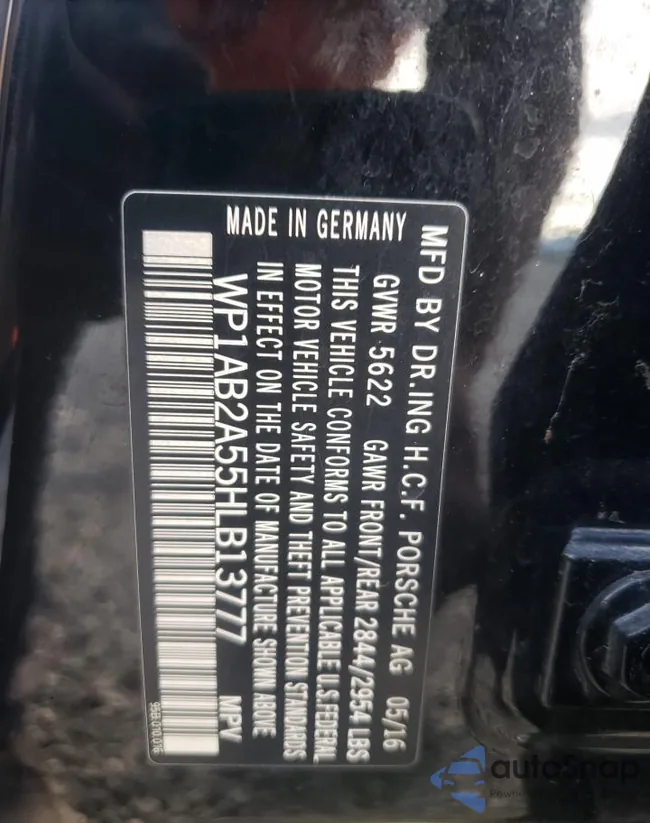 MFD BY DR.ING H.C.F. PORSCHE AG 05/16
GVWR 5622 GAWR FRONT/REAR 2844/2954 LBS
THIS VEHICLE CONFORMS TO ALL APPLICABLE U.S.FEDERAL
MOTOR VEHICLE SAFETY AND THEFT PREVENTION STANDARDS
IN EFFECT ON THE DATE OF MANUFACTURE SHOWN ABOVE
WP1AB2A55HLB13777 MPV
MADE IN GERMANY
autoSnap